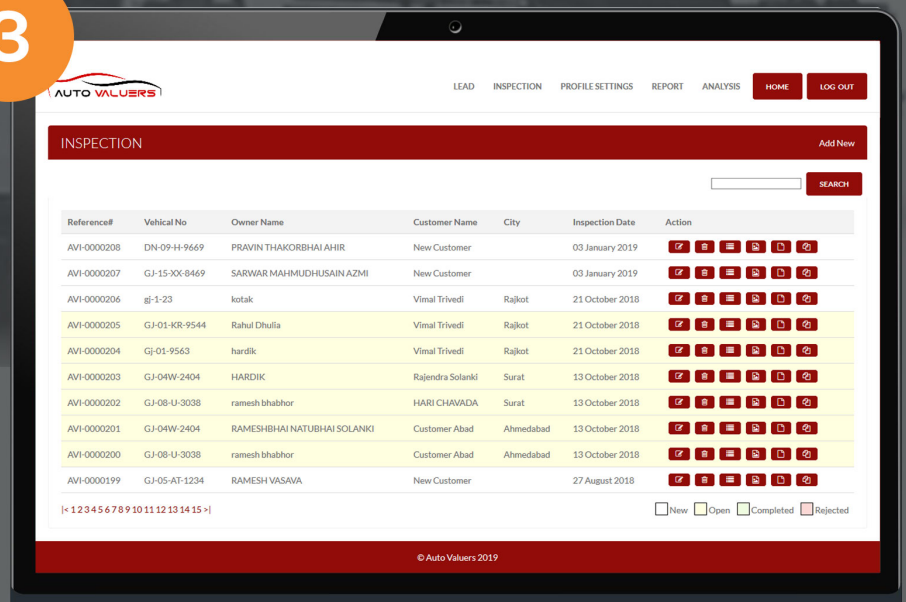 3
AUTO VALUERS
LEAD INSPECTION PROFILE SETTINGS REPORT ANALYSIS HOME LOG OUT
INSPECTION Add New
SEARCH
Reference# Vehical No Owner Name Customer Name City Inspection Date Action
AVI-0000208 DN-09-H-9669 PRAVIN THAKORBHAI AHIR New Customer 03 January 2019
AVI-0000207 GJ-15-XX-8469 SARWAR MAHMUDHUSAIN AZMI New Customer 03 January 2019
AVI-0000206 gj-1-23 kotak Vimal Trivedi Rajkot 21 October 2018
AVI-0000205 GJ-01-KR-9544 Rahul Dhulia Vimal Trivedi Rajkot 21 October 2018
AVI-0000204 Gj-01-9563 hardik Vimal Trivedi Rajkot 21 October 2018
AVI-0000203 GJ-04W-2404 HARDIK Rajendra Solanki Surat 13 October 2018
AVI-0000202 GJ-08-U-3038 ramesh bhabhor HARI CHAVADA Surat 13 October 2018
AVI-0000201 GJ-04W-2404 RAMESHBHAI NATUBHAI SOLANKI Customer Abad Ahmedabad 13 October 2018
AVI-0000200 GJ-08-U-3038 ramesh bhabhor Customer Abad Ahmedabad 13 October 2018
AVI-0000199 GJ-05-AT-1234 RAMESH VASAVA New Customer 27 August 2018
|< 1 2 3 4 5 6 7 8 9 10 11 12 13 14 15 >| New Open Completed Rejected
© Auto Valuers 2019